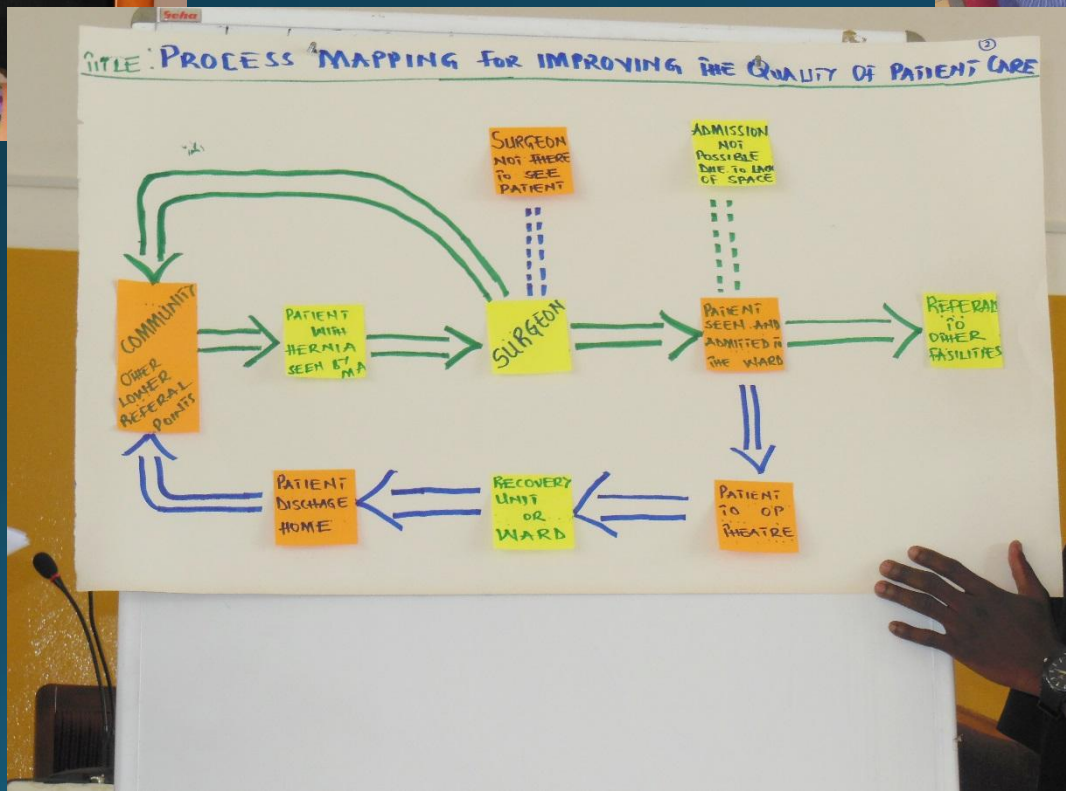 Seha
TITLE: PROCESS MAPPING FOR IMPROVING THE QUALITY OF PATIENT CARE
2
SURGEON
NOT THERE
TO SEE
PATIENT
ADMISSION
NOT
POSSIBLE
DUE TO LACK
OF SPACE
COMMUNITY
OTHER
LOWER
REFERAL
POINTS
PATIENT
WITH
HERNIA
SEEN BY
MA
SURGEON
PATIENT
SEEN AND
ADMITTED IN
THE WARD
REFERAL
TO
OTHER
FASILITIES
PATIENT
DISCHAGE
HOME
RECOVERY
UNIT
OR
WARD
PATIENT
TO OP
THEATRE